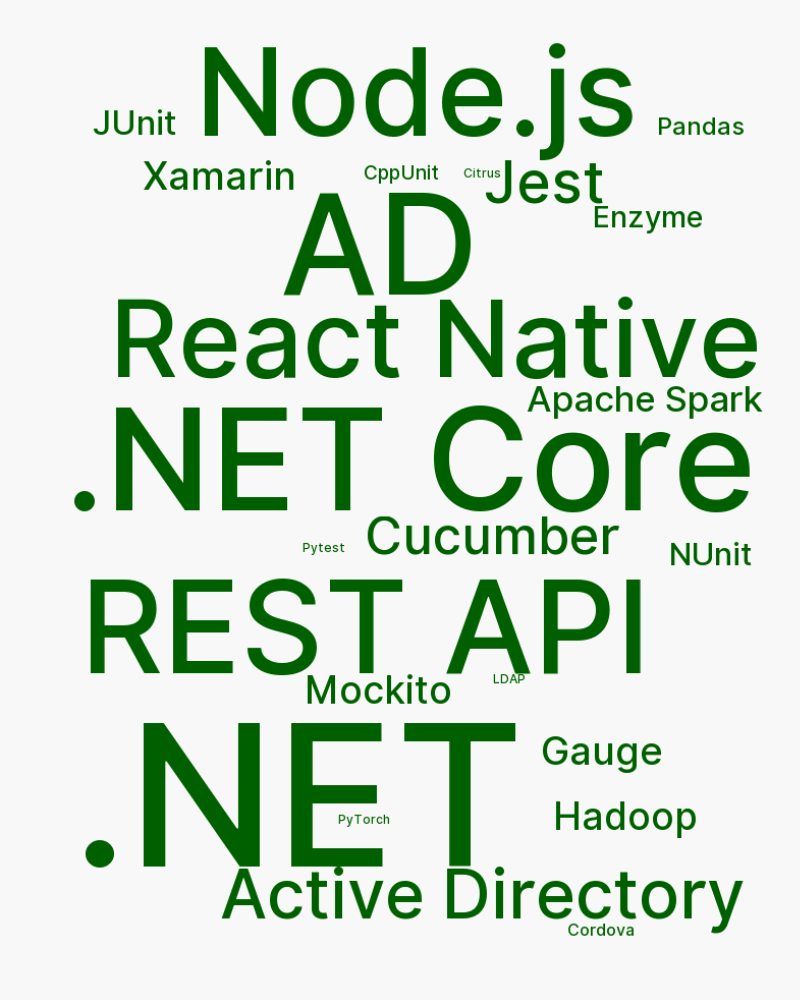 Node.js
JUnit
Pandas
Xamarin
CppUnit
Citrus
Jest
Enzyme
AD
React Native
Apache Spark
.NET Core
Cucumber
Pytest
NUnit
REST API
Mockito
LDAP
.NET
Gauge
Hadoop
PyTorch
Active Directory
Cordova